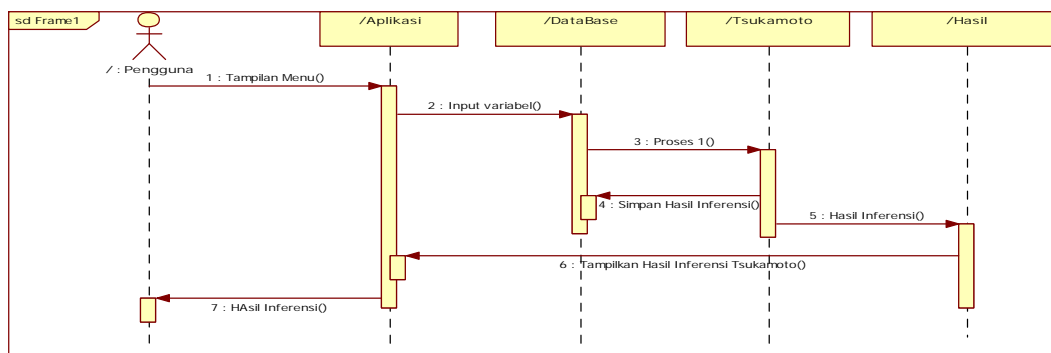 sd Frame1
/Aplikasi
/DataBase
/Tsukamoto
/Hasil
/ : Pengguna
1 : Tampilan Menu()
2 : Input variabel()
3 : Proses 1()
4 : Simpan Hasil Inferensi()
5 : Hasil Inferensi()
6 : Tampilkan Hasil Inferensi Tsukamoto()
7 : HAsil Inferensi()